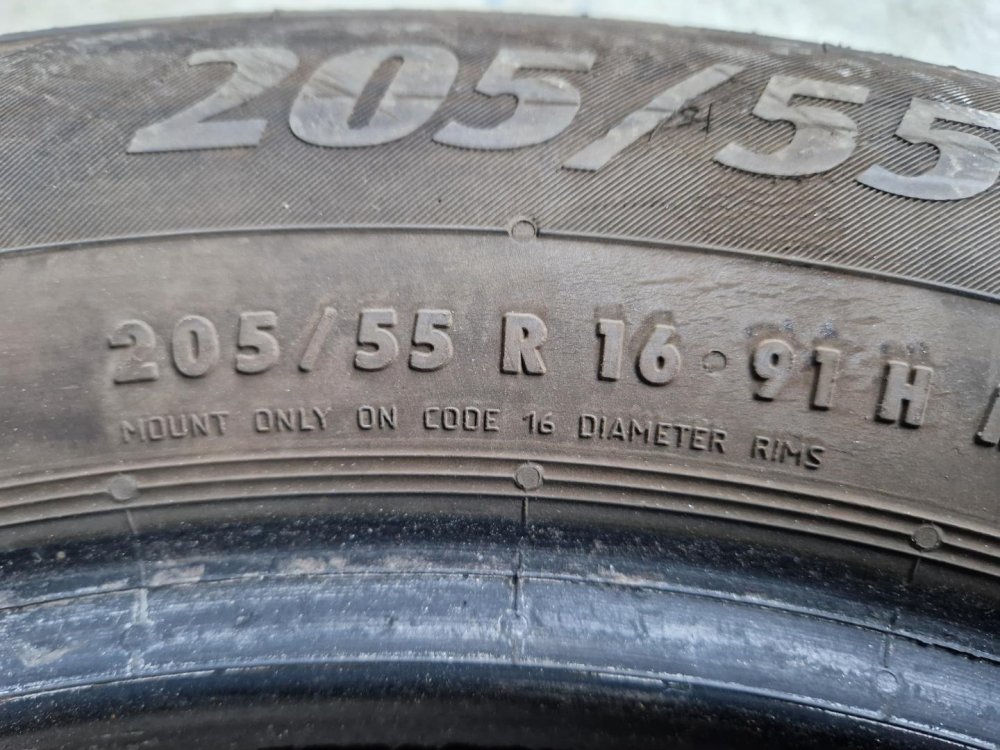 205/55
205/55 R 16 · 91 H
MOUNT ONLY ON CODE 16 DIAMETER RIMS